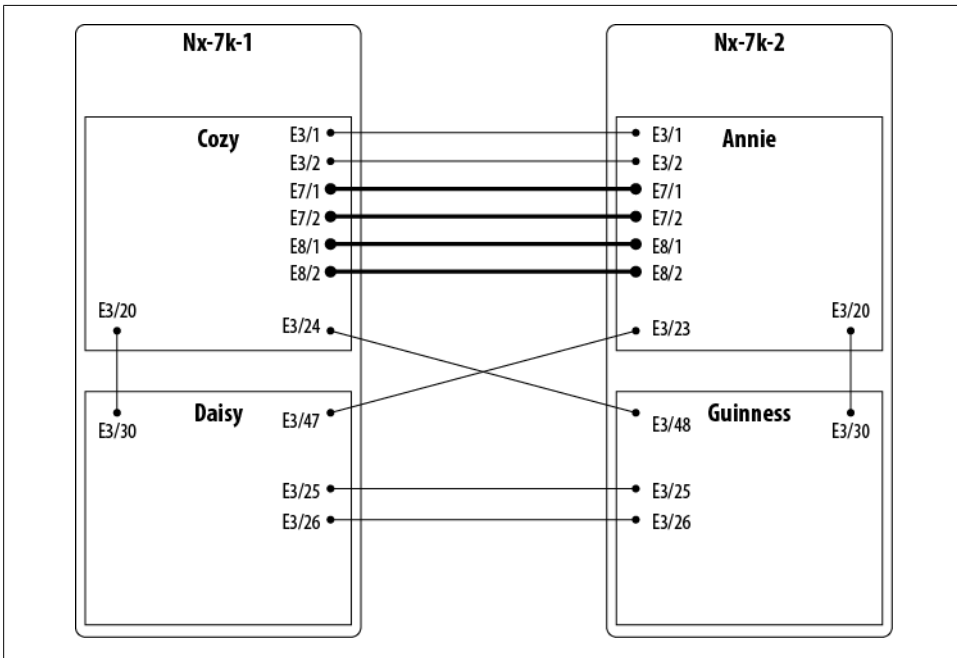 Nx-7k-1 Nx-7k-2
Cozy E3/1 E3/1 Annie
E3/2 E3/2
E7/1 E7/1
E7/2 E7/2
E8/1 E8/1
E8/2 E8/2
E3/20 E3/20
E3/24 E3/23
Daisy E3/47 E3/48 Guinness
E3/30 E3/30
E3/25 E3/25
E3/26 E3/26